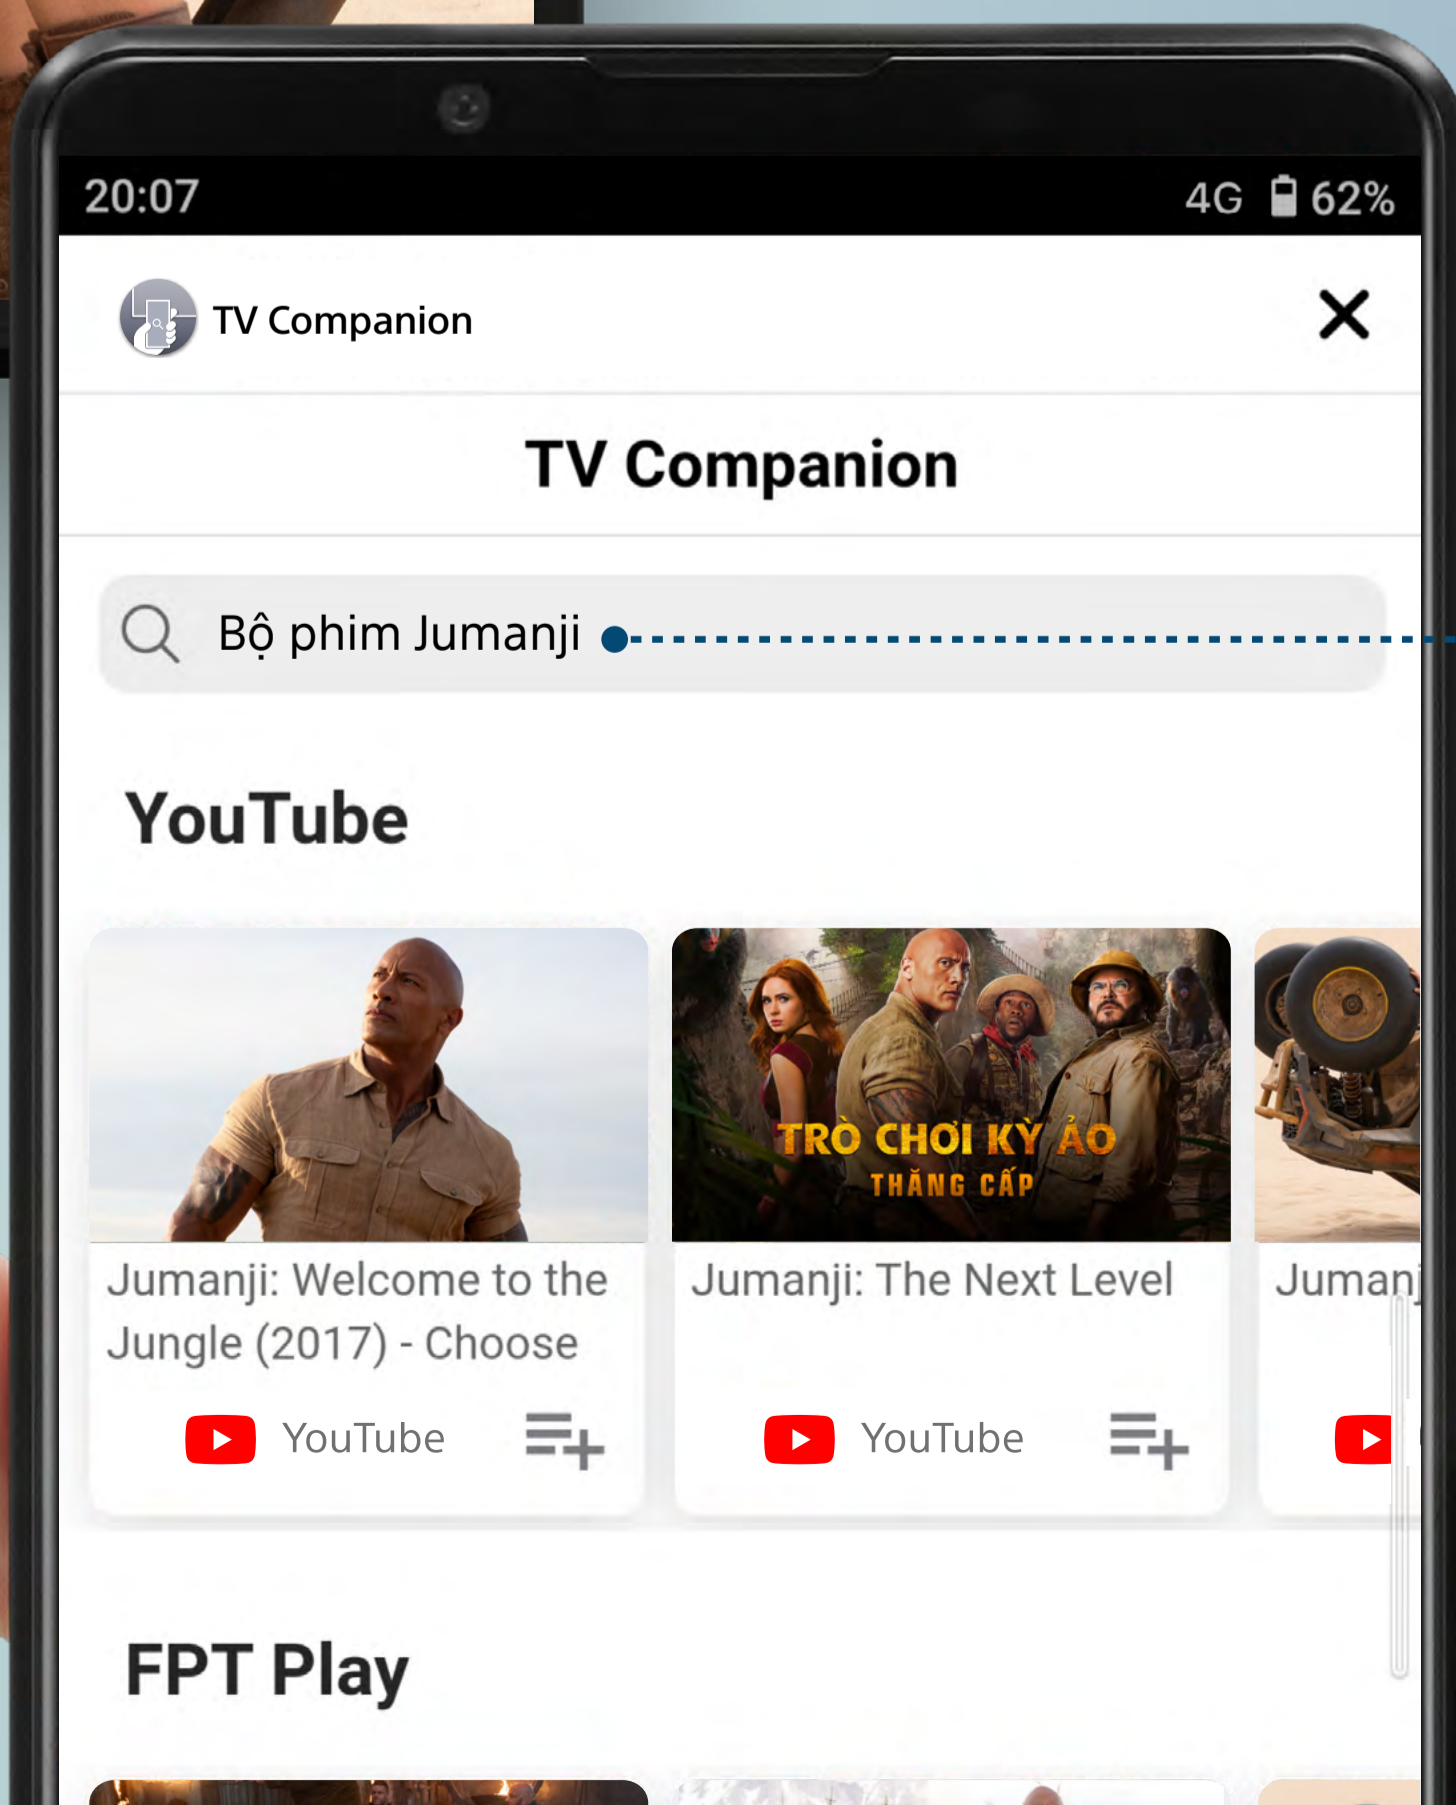 20:07
4G 62%
TV Companion
TV Companion
Bộ phim Jumanji
YouTube
TRÒ CHƠI KỲ ẢO
THĂNG CẤP
Jumanji: Welcome to the
Jungle (2017) - Choose
Jumanji: The Next Level
YouTube
YouTube
FPT Play